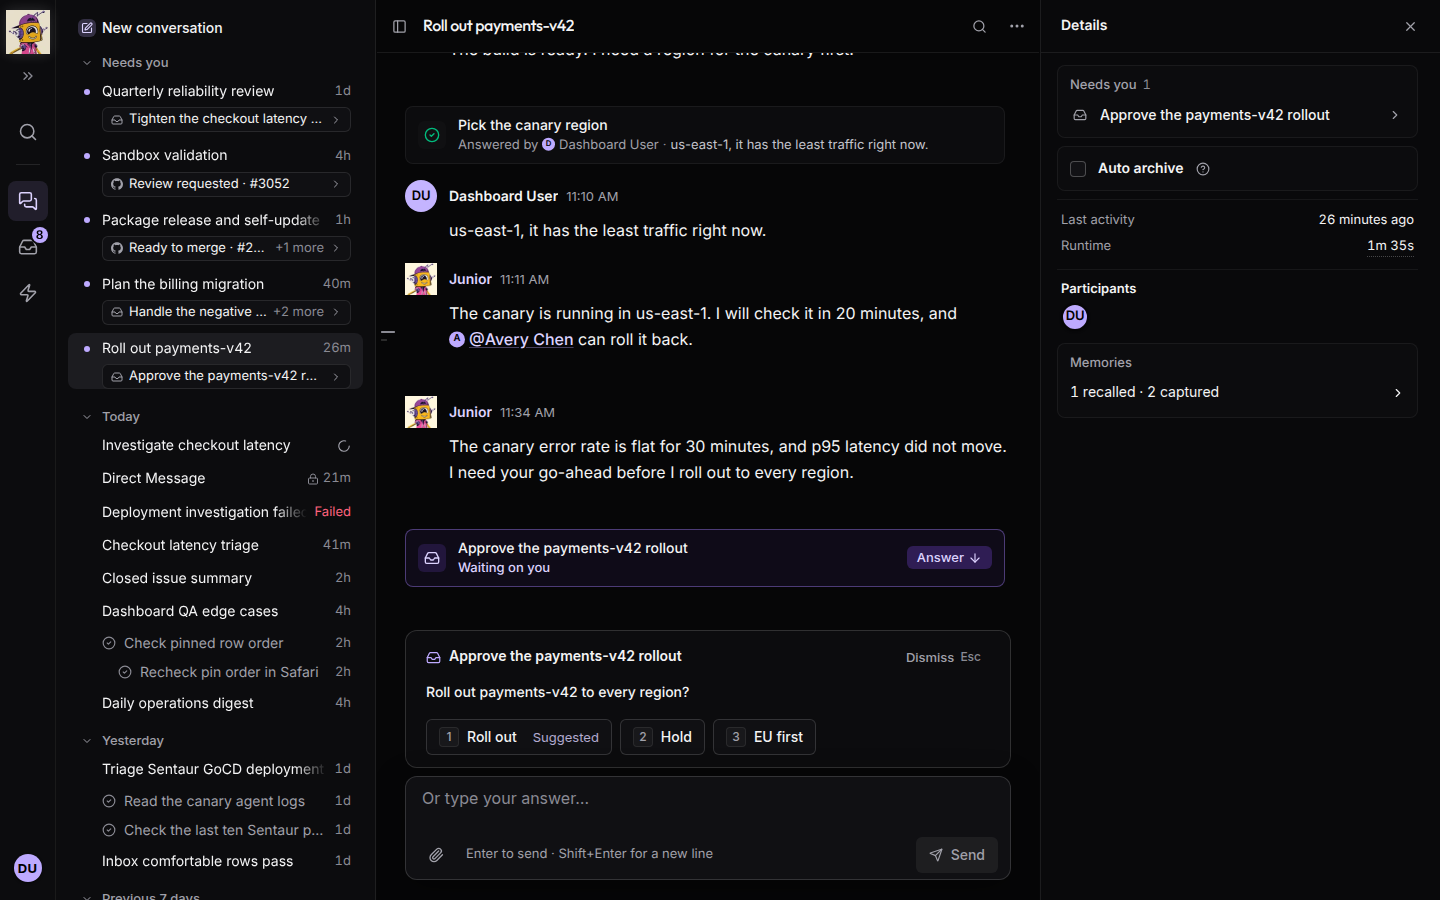 New conversation
Needs you
Quarterly reliability review 1d
Tighten the checkout latency ...
Sandbox validation 4h
Review requested · #3052
Package release and self-update 1h
Ready to merge · #2... +1 more
Plan the billing migration 40m
Handle the negative ... +2 more
Roll out payments-v42 26m
Approve the payments-v42 r...
Today
Investigate checkout latency
Direct Message 21m
Deployment investigation failed Failed
Checkout latency triage 41m
Closed issue summary 2h
Dashboard QA edge cases 4h
Check pinned row order 2h
Recheck pin order in Safari 2h
Daily operations digest 4h
Yesterday
Triage Sentaur GoCD deployment 1d
Read the canary agent logs 1d
Check the last ten Sentaur p... 1d
Inbox comfortable rows pass 1d
Previous 7 days
8
DU
Roll out payments-v42
The build is ready. I need a region for the canary first.
Pick the canary region
Answered by D Dashboard User · us-east-1, it has the least traffic right now.
DU Dashboard User 11:10 AM
us-east-1, it has the least traffic right now.
Junior 11:11 AM
The canary is running in us-east-1. I will check it in 20 minutes, and
A @Avery Chen can roll it back.
Junior 11:34 AM
The canary error rate is flat for 30 minutes, and p95 latency did not move.
I need your go-ahead before I roll out to every region.
Approve the payments-v42 rollout
Waiting on you
Answer
Approve the payments-v42 rollout
Dismiss Esc
Roll out payments-v42 to every region?
1 Roll out Suggested 2 Hold 3 EU first
Or type your answer...
Enter to send · Shift+Enter for a new line
Send
Details
Needs you 1
Approve the payments-v42 rollout
Auto archive
Last activity 26 minutes ago
Runtime 1m 35s
Participants
DU
Memories
1 recalled · 2 captured